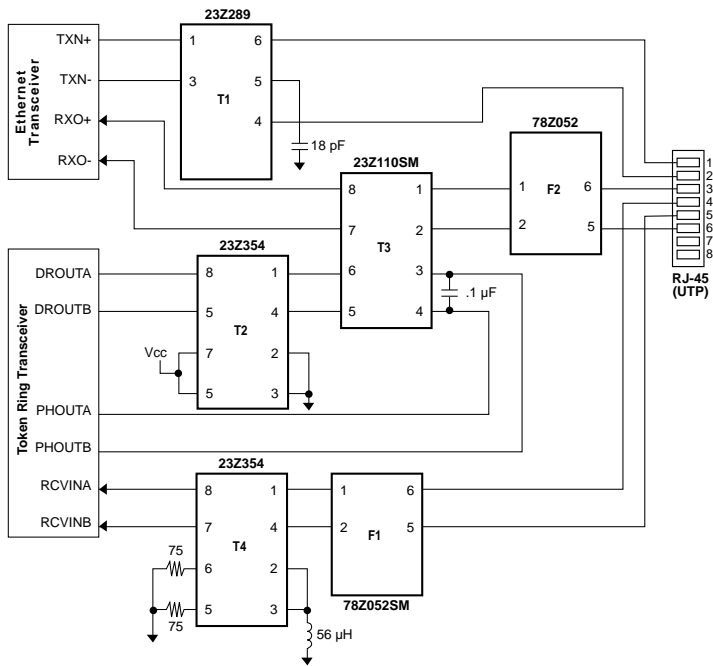 23Z289
Ethernet Transceiver
TXN+
TXN-
RXO+
RXO-
1
3
T1
6
5
4
18 pF
23Z110SM
8
7
6
5
T3
1
2
3
4
78Z052
1
2
F2
6
5
1
2
3
4
5
6
7
8
RJ-45
(UTP)
.1 µF
Token Ring Transceiver
DROUTA
DROUTB
PHOUTA
PHOUTB
RCVINA
RCVINB
Vcc
23Z354
8
5
7
5
T2
1
4
2
3
23Z354
8
7
6
5
T4
1
4
2
3
75
75
56 µH
1
2
F1
6
5
78Z052SM